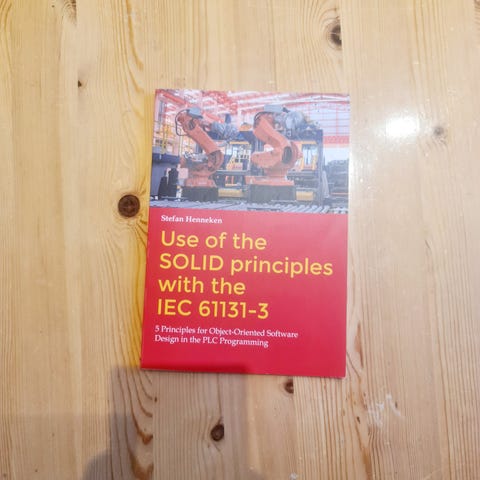 Stefan Henneken
Use of the
SOLID principles
with the
IEC 61131-3
5 Principles for Object-Oriented Software
Design in the PLC Programming